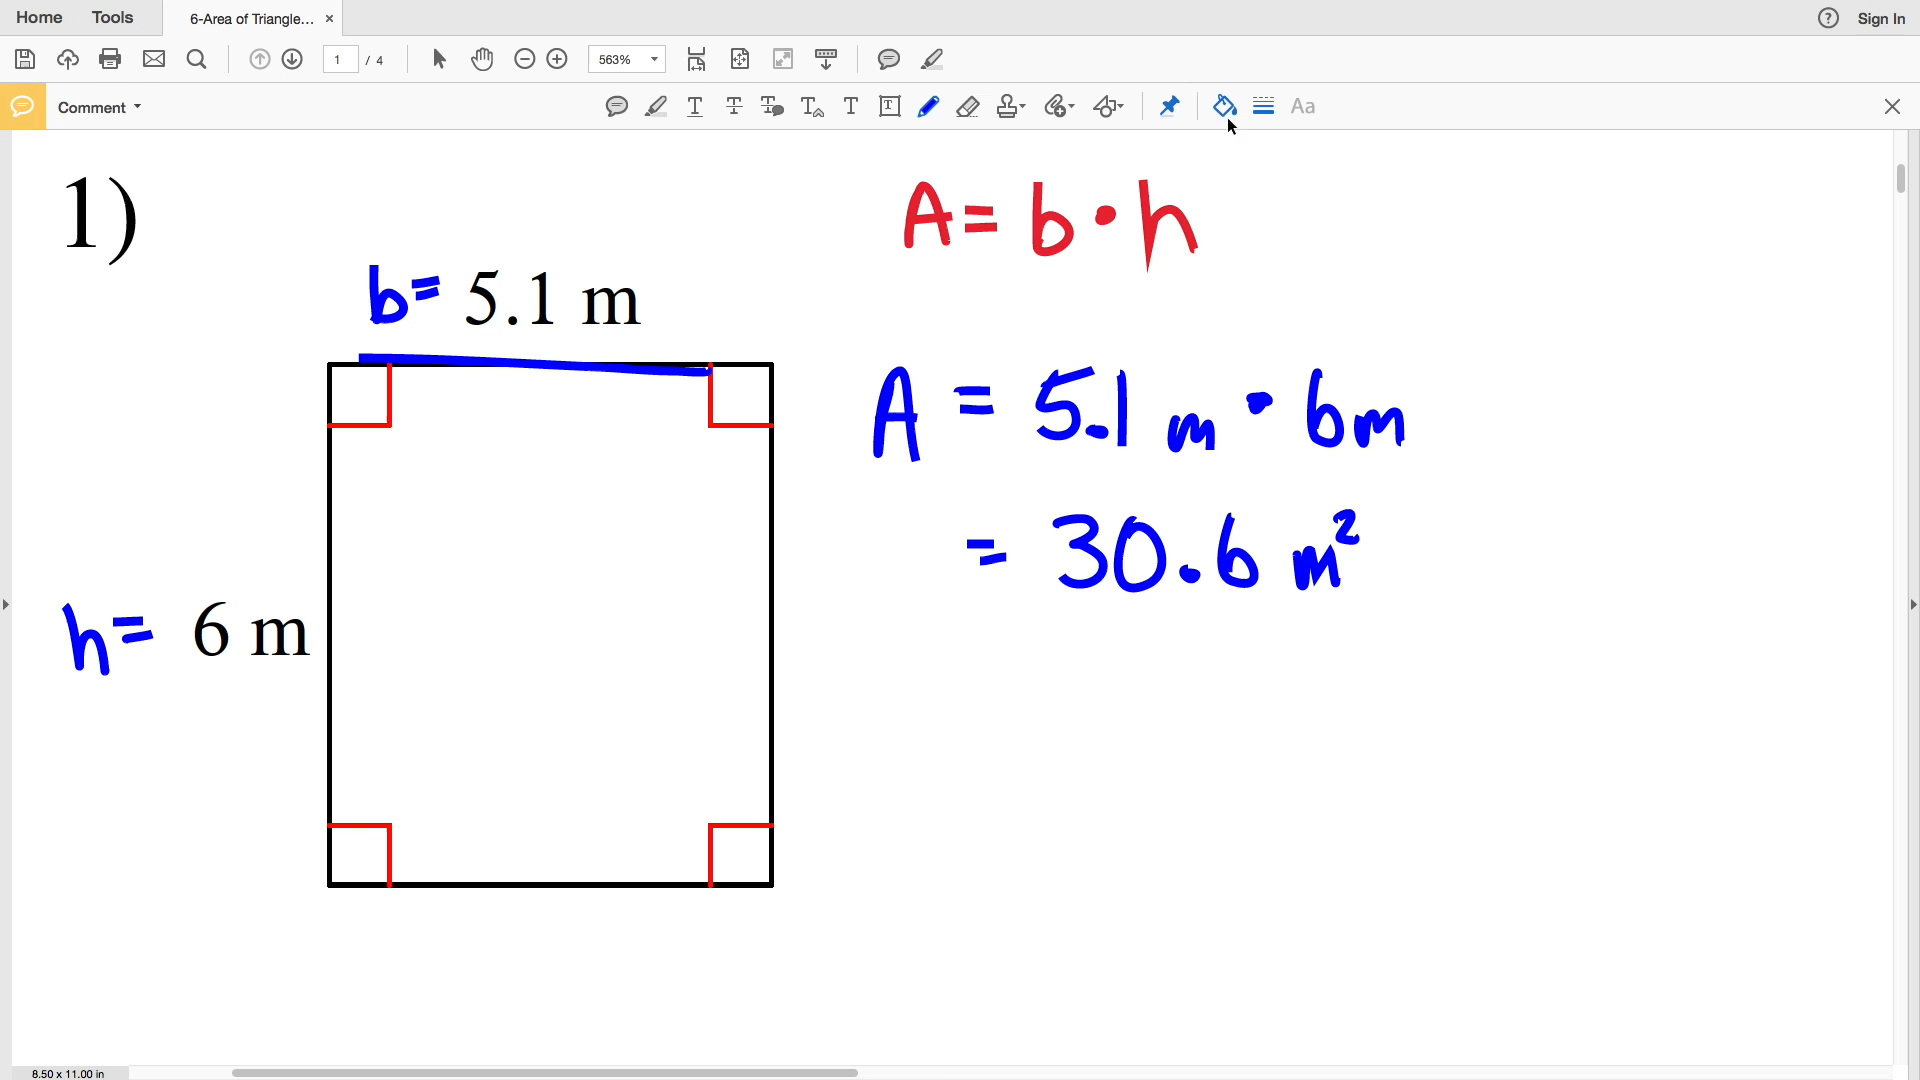 Home Tools 6-Area of Triangle... × ? Sign In
1 / 4 563%
Comment T T T T T T Aa
1)
A = b · h
b = 5.1 m
A = 5.1 m · 6m
= 30.6 m²
h = 6 m
8.50 x 11.00 in